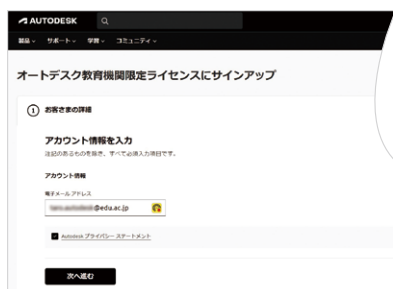 AUTODESK
製品 サポート 学習 コミュニティ
オートデスク教育機関限定ライセンスにサインアップ
1 お客さまの詳細
アカウント情報を入力
注記のあるものを除き、すべて必須入力項目です。
アカウント情報
電子メール アドレス
@edu.ac.jp
Autodesk プライバシー ステートメント
次へ進む